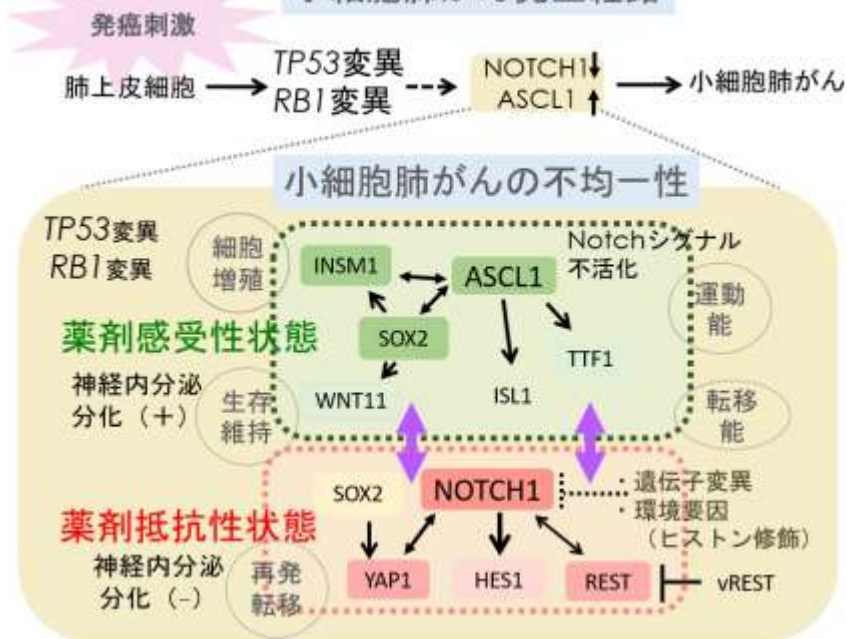 発癌刺激
肺上皮細胞
TP53変異
RB1変異
NOTCH1
ASCL1
小細胞肺がん
小細胞肺がんの不均一性
TP53変異
RB1変異
細胞
増殖
INSM1
ASCL1
Notchシグナル
不活化
運動
能
薬剤感受性状態
SOX2
TTF1
神経内分泌
分化（+）
生存
維持
WNT11
ISL1
転移
能
SOX2
NOTCH1
・遺伝子変異
・環境要因
（ヒストン修飾）
薬剤抵抗性状態
神経内分泌
分化（-）
再発
転移
YAP1
HES1
REST
vREST